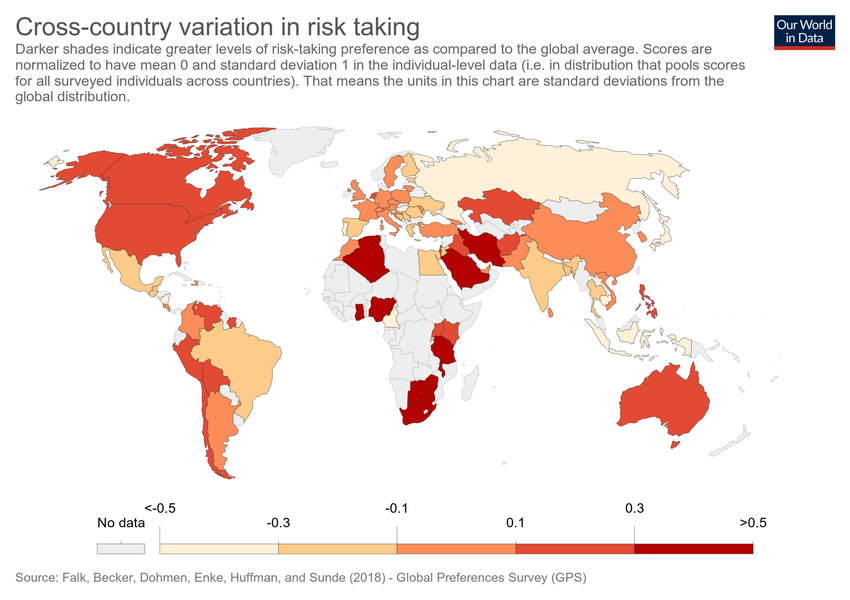 Cross-country variation in risk taking
Our World
in Data
Darker shades indicate greater levels of risk-taking preference as compared to the global average. Scores are
normalized to have mean 0 and standard deviation 1 in the individual-level data (i.e. in distribution that pools scores
for all surveyed individuals across countries). That means the units in this chart are standard deviations from the
global distribution.
<-0.5 -0.1 0.3
No data -0.3 0.1 >0.5
Source: Falk, Becker, Dohmen, Enke, Huffman, and Sunde (2018) - Global Preferences Survey (GPS)